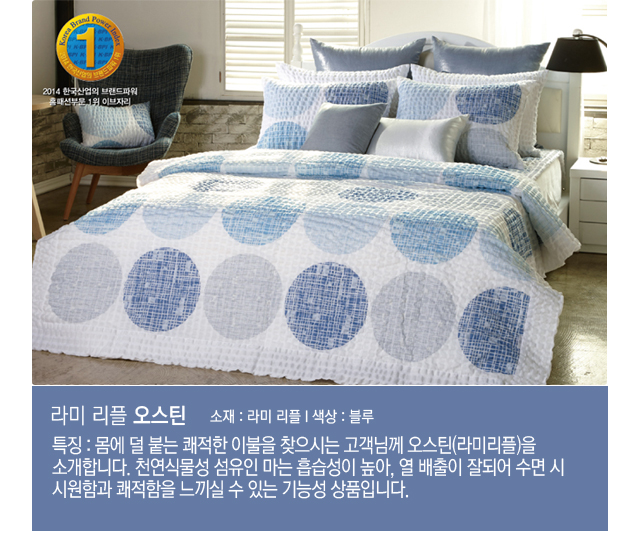 Korea Brand Power Index
1
2014 한국산업의 브랜드파워
홈패션부문 1위 이브자리
라미 리플 오스틴 소재 : 라미 리플 l 색상 : 블루
특징 : 몸에 덜 붙는 쾌적한 이불을 찾으시는 고객님께 오스틴(라미리플)을
소개합니다. 천연식물성 섬유인 마는 흡습성이 높아, 열 배출이 잘되어 수면 시
시원함과 쾌적함을 느끼실 수 있는 기능성 상품입니다.